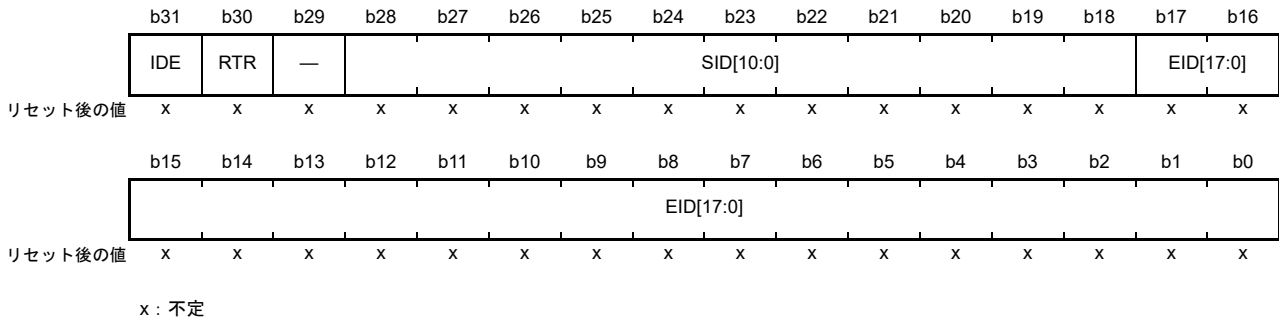 b31 b30 b29 b28 b27 b26 b25 b24 b23 b22 b21 b20 b19 b18 b17 b16
IDE RTR — SID[10:0] EID[17:0]
リセット後の値 x x x x x x x x x x x x x x x x
b15 b14 b13 b12 b11 b10 b9 b8 b7 b6 b5 b4 b3 b2 b1 b0
EID[17:0]
リセット後の値 x x x x x x x x x x x x x x x x
x：不定